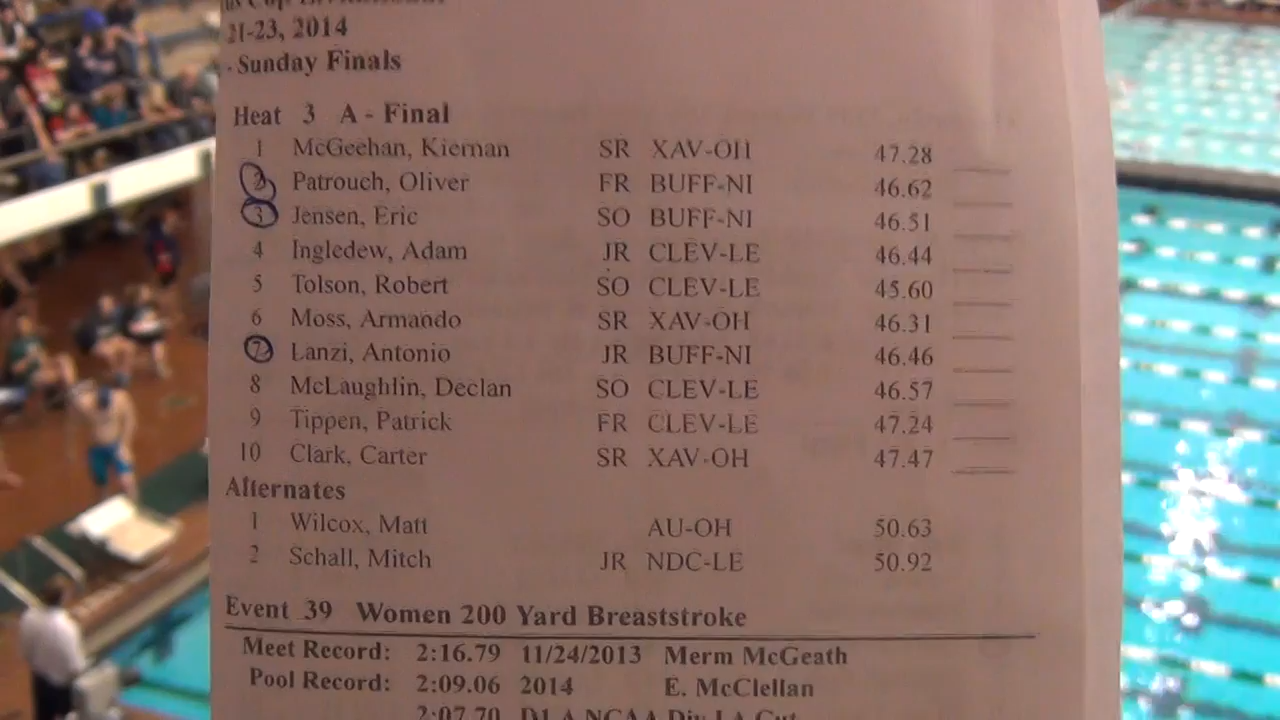 21-23, 2014
- Sunday Finals
Heat 3 A - Final
1 McGeehan, Kiernan SR XAV-OH 47.28
2 Patrouch, Oliver FR BUFF-NI 46.62
3 Jensen, Eric SO BUFF-NI 46.51
4 Ingledew, Adam JR CLEV-LE 46.44
5 Tolson, Robert SO CLEV-LE 45.60
6 Moss, Armando SR XAV-OH 46.31
7 Lanzi, Antonio JR BUFF-NI 46.46
8 McLaughlin, Declan SO CLEV-LE 46.57
9 Tippen, Patrick FR CLEV-LE 47.24
10 Clark, Carter SR XAV-OH 47.47
Alternates
1 Wilcox, Matt AU-OH 50.63
2 Schall, Mitch JR NDC-LE 50.92
Event 39 Women 200 Yard Breaststroke
Meet Record: 2:16.79 11/24/2013 Merm McGeath
Pool Record: 2:09.06 2014 E. McClellan
2:07.70